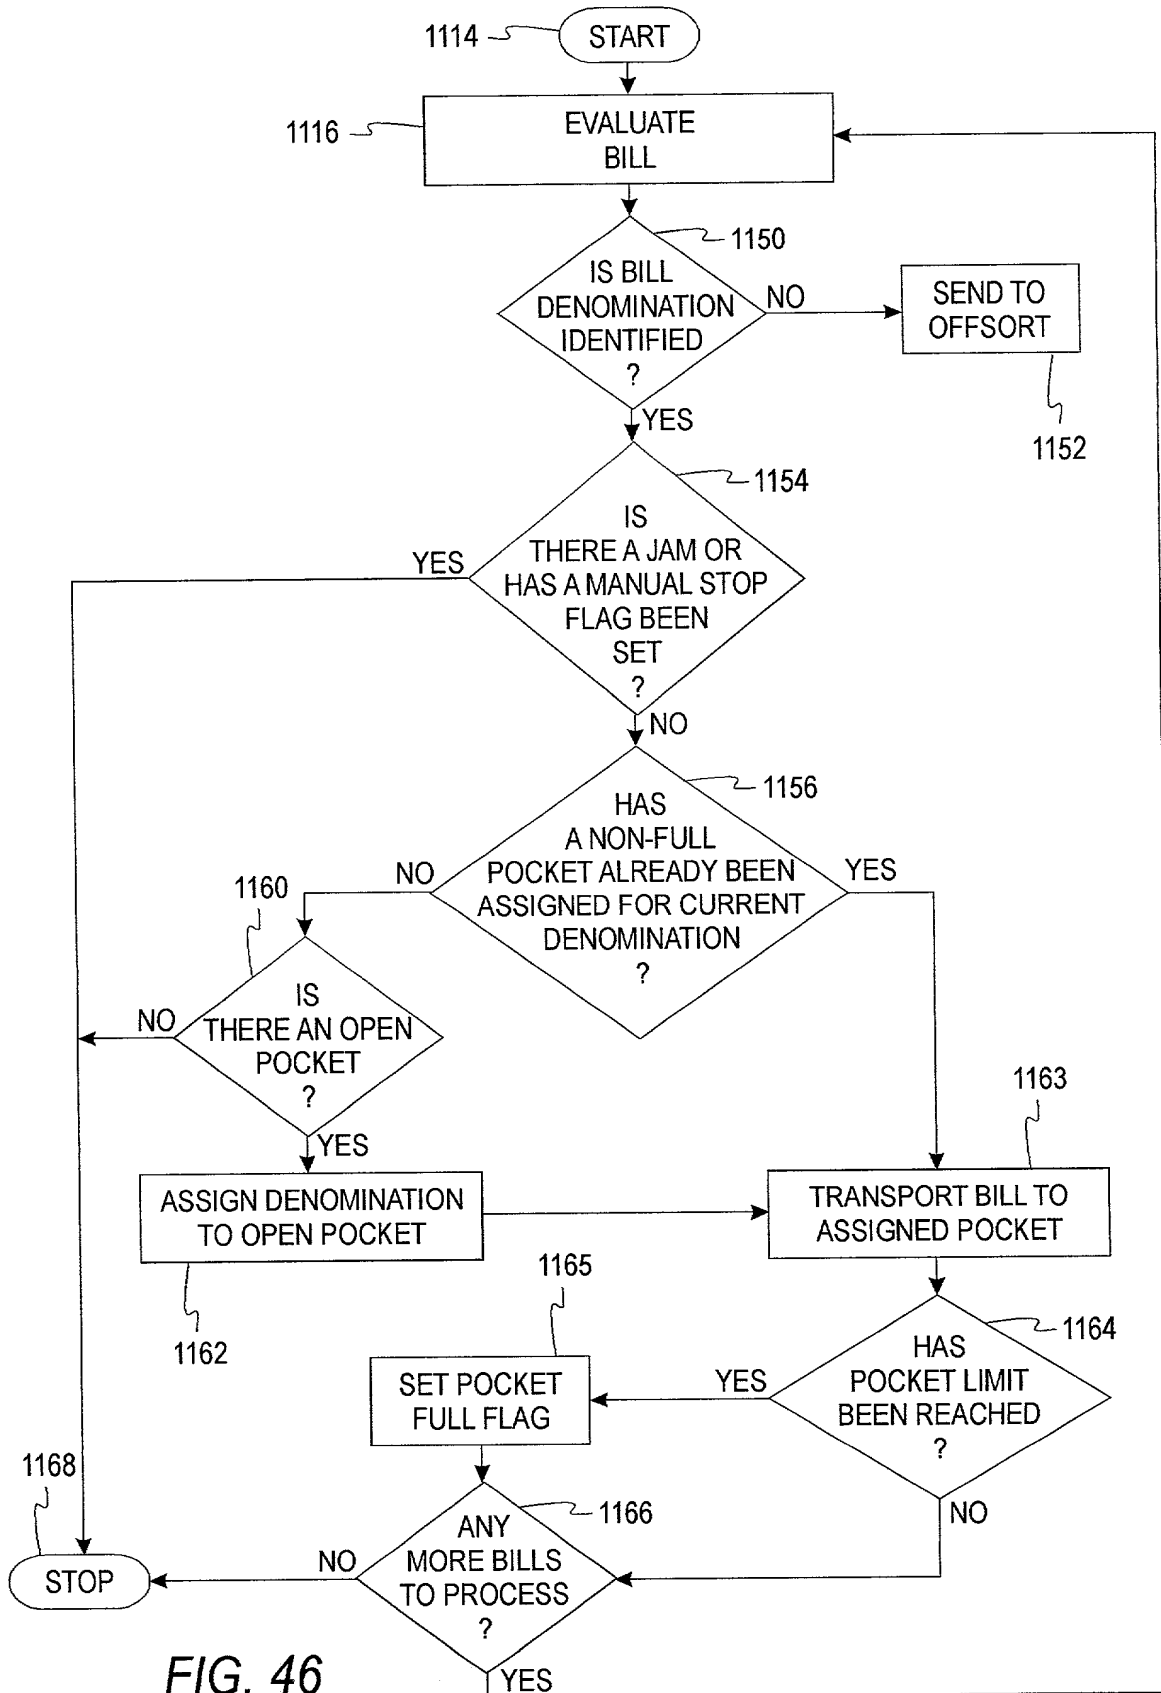 1114
START
1116
EVALUATE
BILL
1150
IS BILL
DENOMINATION
IDENTIFIED
?
NO
SEND TO
OFFSORT
1152
YES
1154
IS
THERE A JAM OR
HAS A MANUAL STOP
FLAG BEEN
SET
?
YES
NO
1156
HAS
A NON-FULL
POCKET ALREADY BEEN
ASSIGNED FOR CURRENT
DENOMINATION
?
NO
YES
1160
IS
THERE AN OPEN
POCKET
?
NO
YES
1163
ASSIGN DENOMINATION
TO OPEN POCKET
1162
TRANSPORT BILL TO
ASSIGNED POCKET
1165
1164
HAS
POCKET LIMIT
BEEN REACHED
?
YES
NO
SET POCKET
FULL FLAG
1166
ANY
MORE BILLS
TO PROCESS
?
NO
1168
STOP
YES
FIG. 46